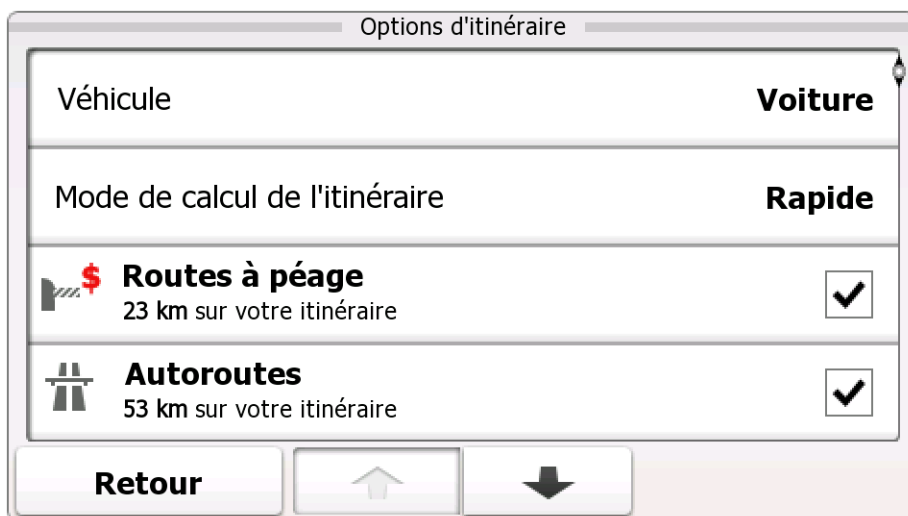 Options d'itinéraire
Véhicule Voiture
Mode de calcul de l'itinéraire Rapide
$ Routes à péage
23 km sur votre itinéraire
Autoroutes
53 km sur votre itinéraire
Retour